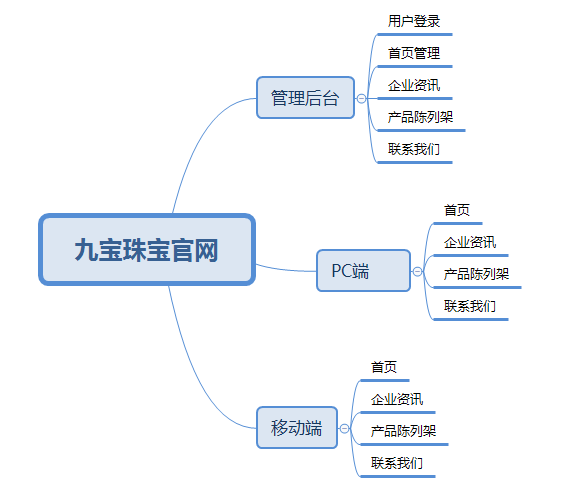 九宝珠宝官网
管理后台
用户登录
首页管理
企业资讯
产品陈列架
联系我们
PC端
首页
企业资讯
产品陈列架
联系我们
移动端
首页
企业资讯
产品陈列架
联系我们